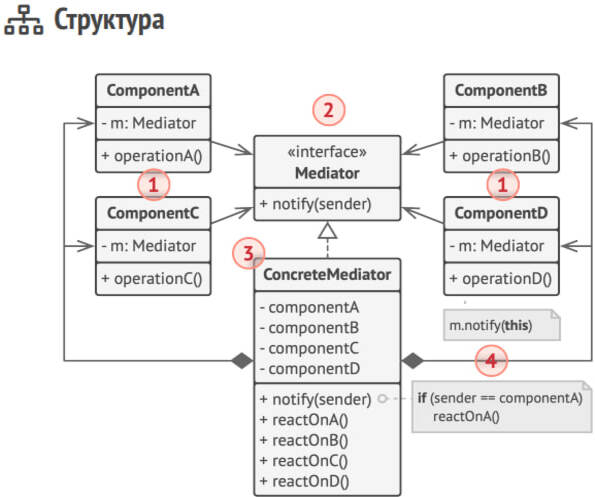 Структура
ComponentA
- m: Mediator
+ operationA()
ComponentB
- m: Mediator
+ operationB()
2
«interface»
Mediator
+ notify(sender)
1
1
ComponentC
- m: Mediator
+ operationC()
ComponentD
- m: Mediator
+ operationD()
3
ConcreteMediator
- componentA
- componentB
- componentC
- componentD
+ notify(sender)
+ reactOnA()
+ reactOnB()
+ reactOnC()
+ reactOnD()
m.notify(this)
4
if (sender == componentA)
reactOnA()